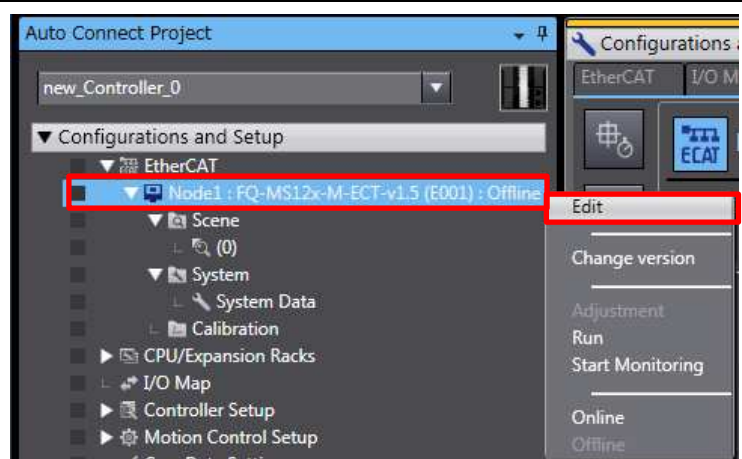 Auto Connect Project
new_Controller_0
Configurations and Setup
EtherCAT
Node1 : FQ-MS12x-M-ECT-v1.5 (E001) : Offline
Scene
(0)
System
System Data
Calibration
CPU/Expansion Racks
I/O Map
Controller Setup
Motion Control Setup
Configurations
EtherCAT I/O M
ECAT
Edit
Change version
Adjustment
Run
Start Monitoring
Online
Offline